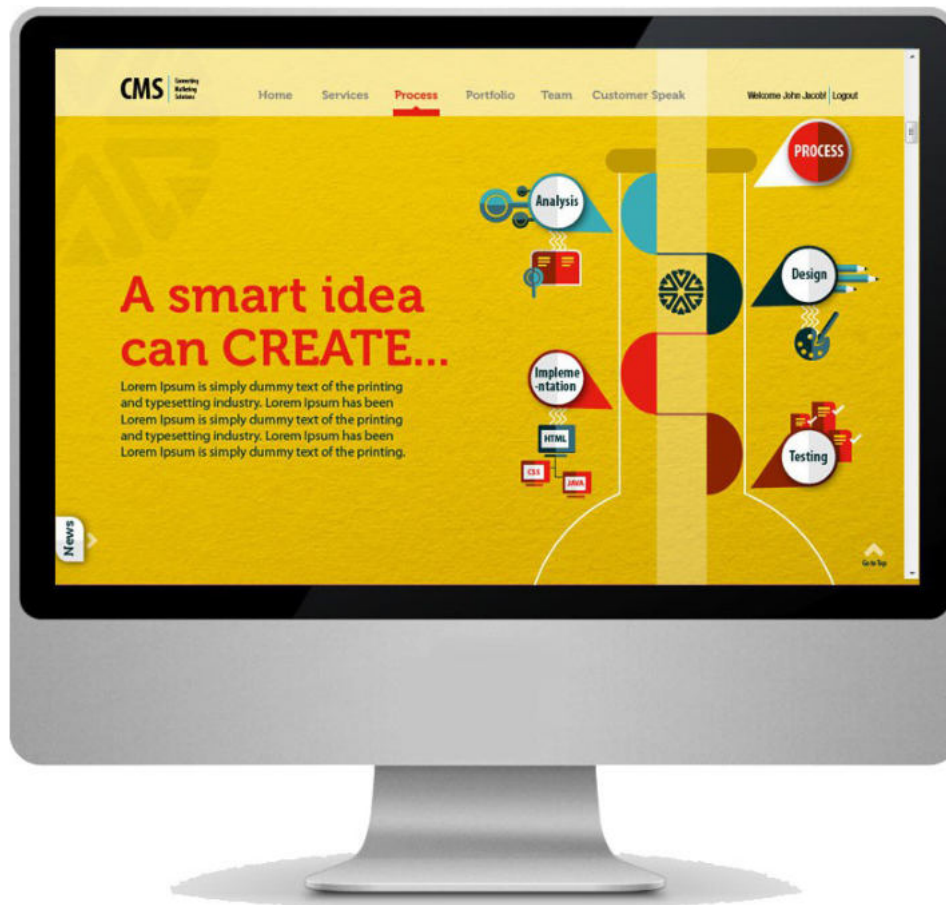 CMS
Connecting
Marketing
Solutions
Home Services Process Portfolio Team Customer Speak
Welcome John Jacob! Logout
PROCESS
Analysis
Design
A smart idea
can CREATE...
Lorem Ipsum is simply dummy text of the printing
and typesetting industry. Lorem Ipsum has been
Lorem Ipsum is simply dummy text of the printing
and typesetting industry. Lorem Ipsum has been
Lorem Ipsum is simply dummy text of the printing.
Impleme
-ntation
HTML
CSS
JAVA
Testing
News
Go to Top